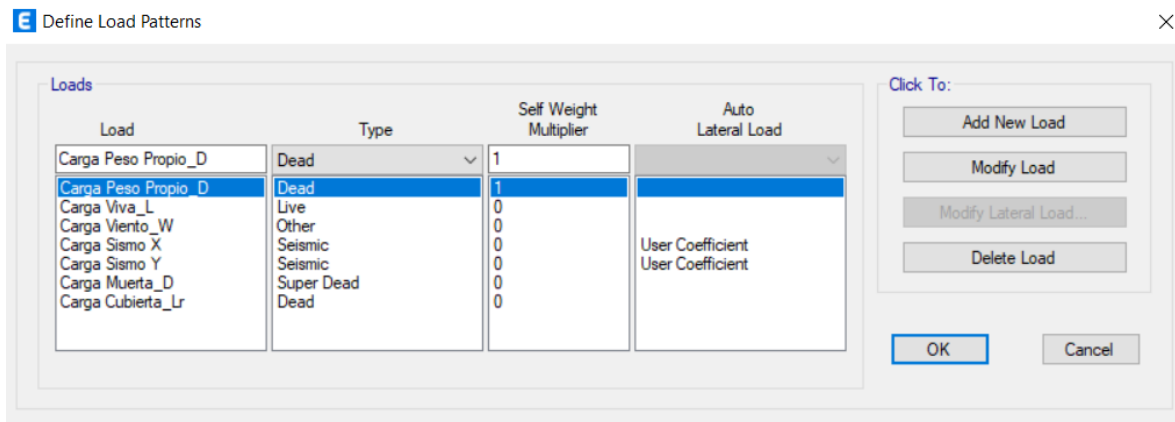 E Define Load Patterns
Loads
Click To:
Load Type Self Weight Multiplier Auto Lateral Load
Carga Peso Propio_D Dead 1
Carga Peso Propio_D Dead 1
Carga Viva_L Live 0
Carga Viento_W Other 0
Carga Sismo X Seismic 0 User Coefficient
Carga Sismo Y Seismic 0 User Coefficient
Carga Muerta_D Super Dead 0
Carga Cubierta_Lr Dead 0
Add New Load
Modify Load
Modify Lateral Load...
Delete Load
OK Cancel